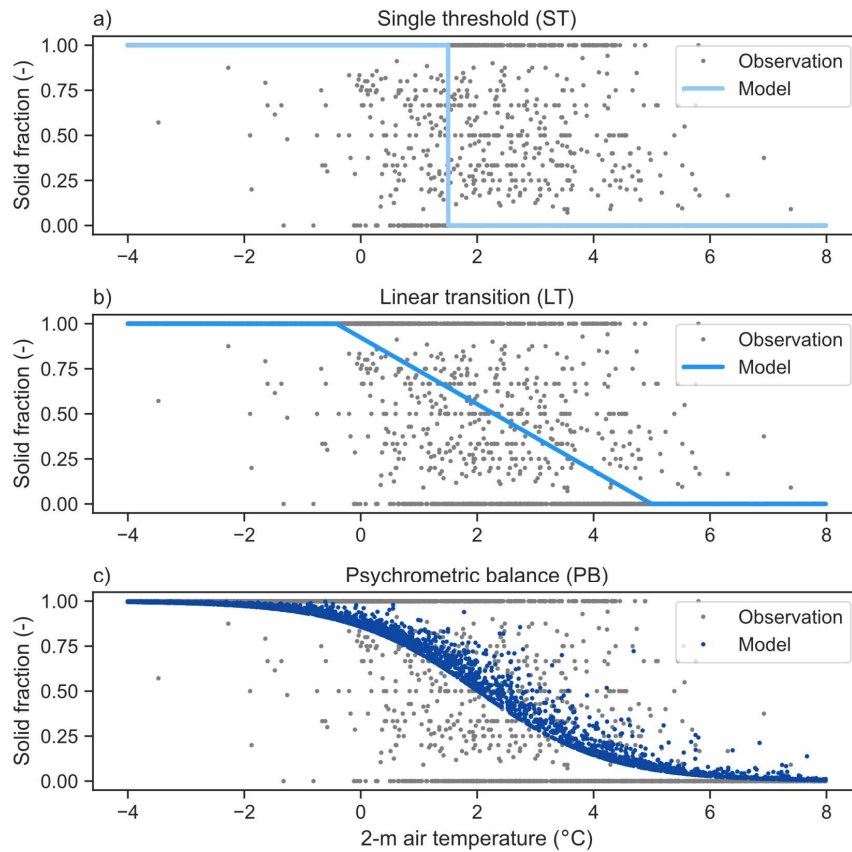 a) Single threshold (ST)
Solid fraction (-)
1.00
0.75
0.50
0.25
0.00
Observation
Model
−4 −2 0 2 4 6 8
b) Linear transition (LT)
Solid fraction (-)
1.00
0.75
0.50
0.25
0.00
Observation
Model
−4 −2 0 2 4 6 8
c) Psychrometric balance (PB)
Solid fraction (-)
1.00
0.75
0.50
0.25
0.00
Observation
Model
−4 −2 0 2 4 6 8
2-m air temperature (°C)